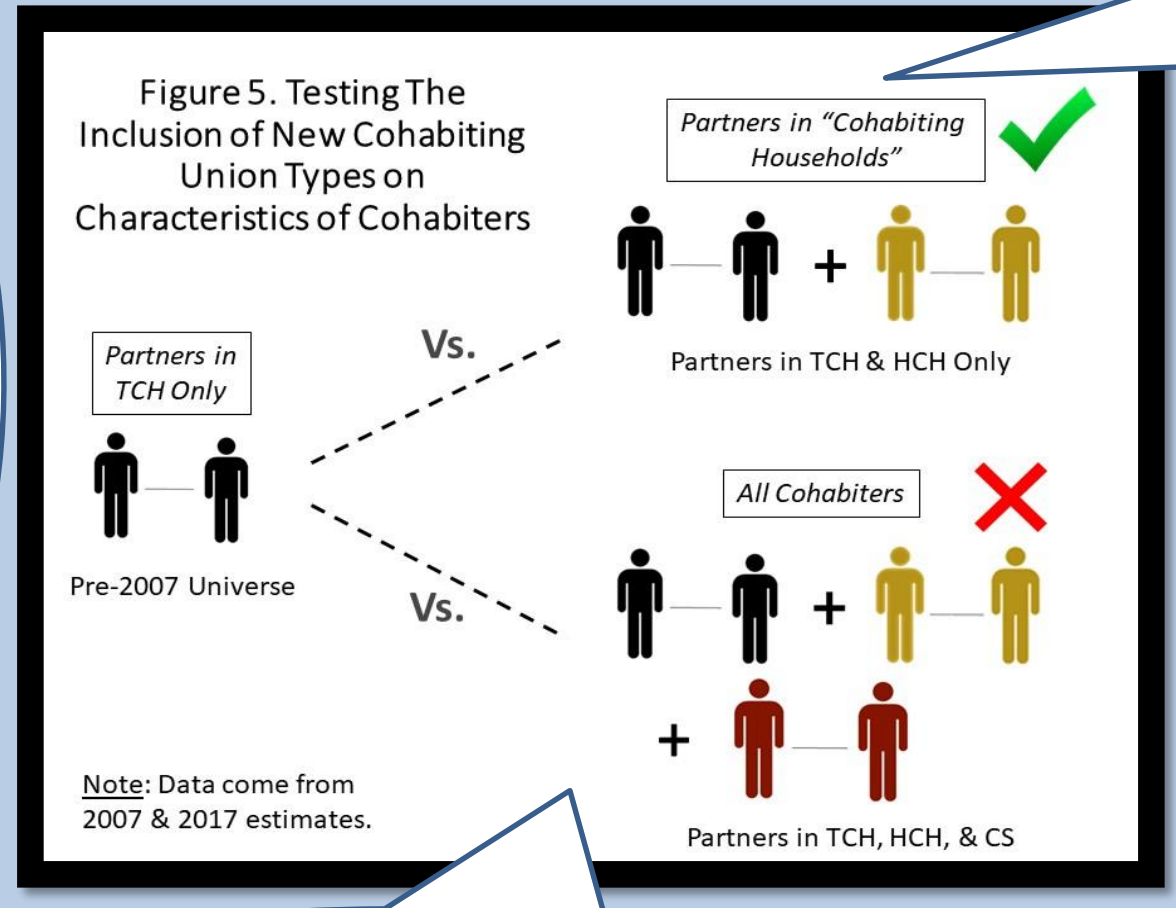 Figure 5. Testing The
Inclusion of New Cohabiting
Union Types on
Characteristics of Cohabiters
Partners in "Cohabiting
Households"
Vs.
Partners in
TCH Only
Partners in TCH & HCH Only
Pre-2007 Universe
All Cohabiters
Vs.
Note: Data come from
2007 & 2017 estimates.
Partners in TCH, HCH, & CS